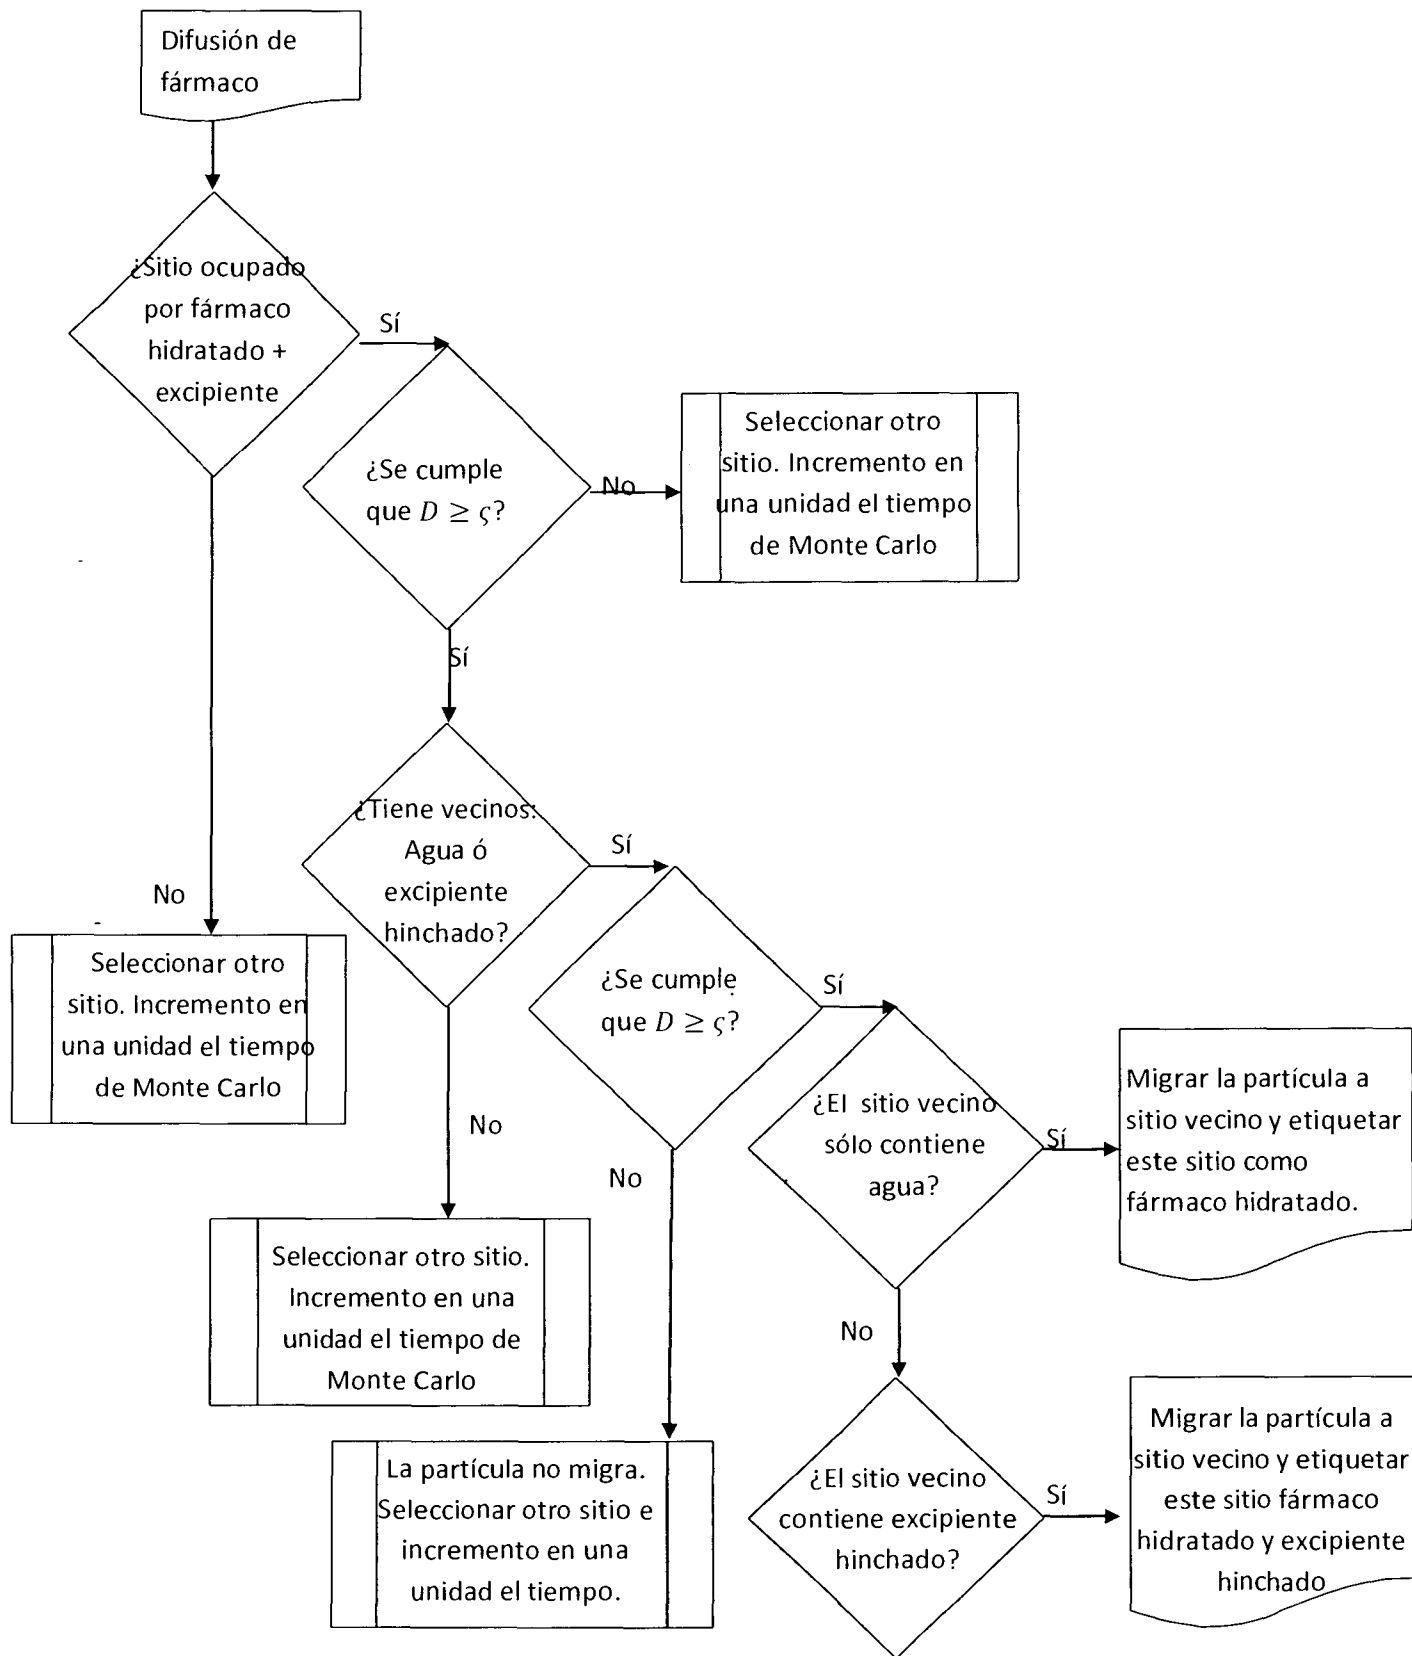 Difusión de
fármaco
¿Sitio ocupado
por fármaco
hidratado +
excipiente
Sí
¿Se cumple
que D ≥ ς?
No
Seleccionar otro
sitio. Incremento en
una unidad el tiempo
de Monte Carlo
Sí
¿Tiene vecinos:
Agua ó
excipiente
hinchado?
Sí
No
Seleccionar otro
sitio. Incremento en
una unidad el tiempo
de Monte Carlo
¿Se cumple
que D ≥ ς?
Sí
No
¿El sitio vecino
sólo contiene
agua?
Sí
Migrar la partícula a
sitio vecino y etiquetar
este sitio como
fármaco hidratado.
No
Seleccionar otro sitio.
Incremento en una
unidad el tiempo de
Monte Carlo
No
La partícula no migra.
Seleccionar otro sitio e
incremento en una
unidad el tiempo.
¿El sitio vecino
contiene excipiente
hinchado?
Sí
Migrar la partícula a
sitio vecino y etiquetar
este sitio fármaco
hidratado y excipiente
hinchado